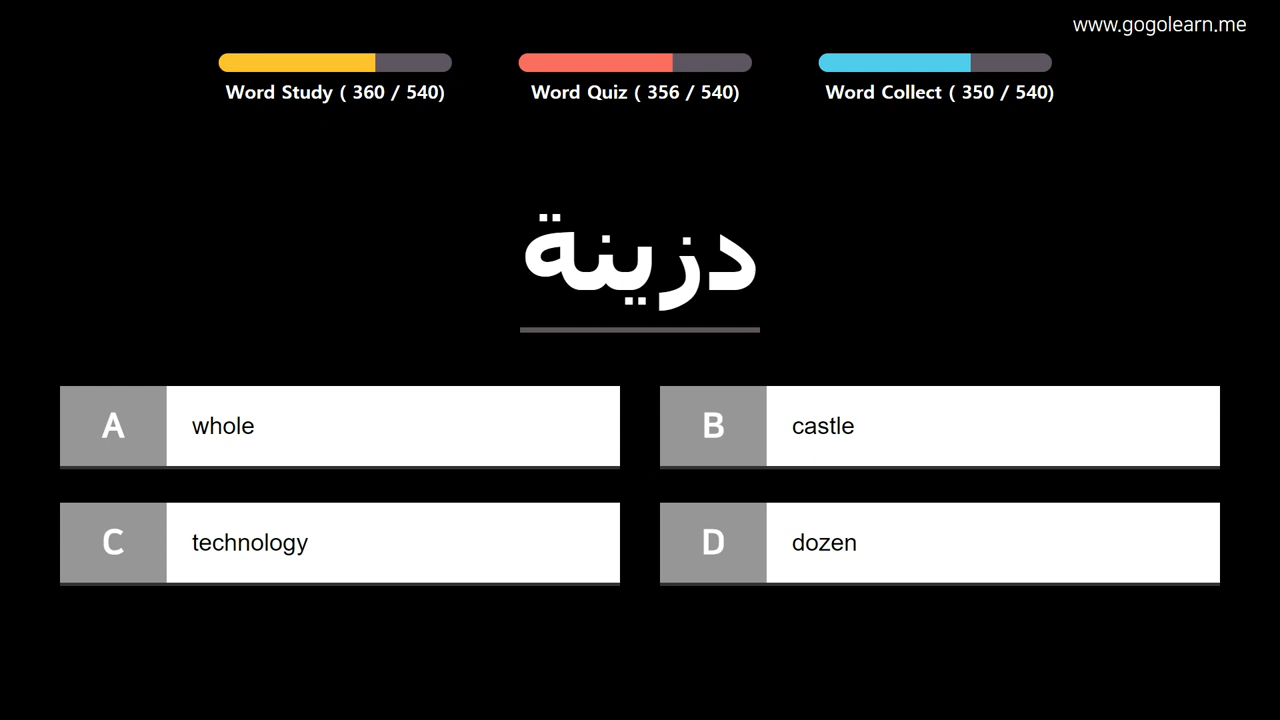 www.gogolearn.me
Word Study ( 360 / 540)
Word Quiz ( 356 / 540)
Word Collect ( 350 / 540)
دزينة
A whole
B castle
C technology
D dozen